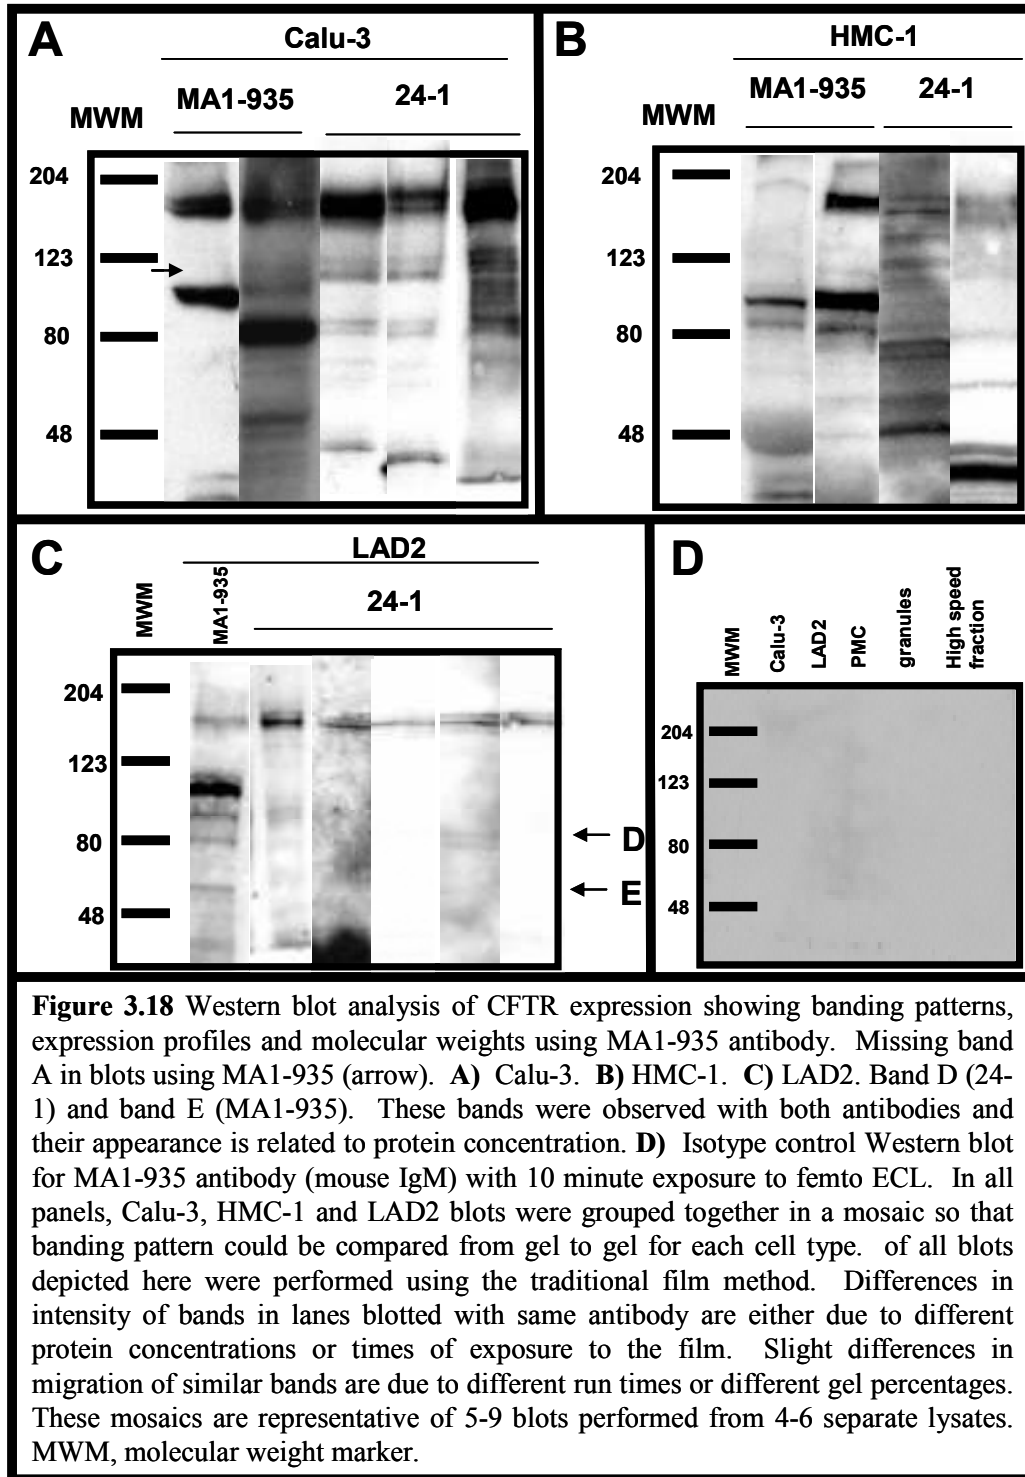 A
Calu-3
MA1-935
24-1
MWM
204
123
80
48
B
HMC-1
MA1-935
24-1
MWM
204
123
80
48
C
LAD2
MWM
MA1-935
24-1
204
123
80
48
D
E
D
MWM
Calu-3
LAD2
PMC
granules
High speed
fraction
204
123
80
48
Figure 3.18 Western blot analysis of CFTR expression showing banding patterns,
expression profiles and molecular weights using MA1-935 antibody. Missing band
A in blots using MA1-935 (arrow). A) Calu-3. B) HMC-1. C) LAD2. Band D (24-
1) and band E (MA1-935). These bands were observed with both antibodies and
their appearance is related to protein concentration. D) Isotype control Western blot
for MA1-935 antibody (mouse IgM) with 10 minute exposure to femto ECL. In all
panels, Calu-3, HMC-1 and LAD2 blots were grouped together in a mosaic so that
banding pattern could be compared from gel to gel for each cell type. of all blots
depicted here were performed using the traditional film method. Differences in
intensity of bands in lanes blotted with same antibody are either due to different
protein concentrations or times of exposure to the film. Slight differences in
migration of similar bands are due to different run times or different gel percentages.
These mosaics are representative of 5-9 blots performed from 4-6 separate lysates.
MWM, molecular weight marker.